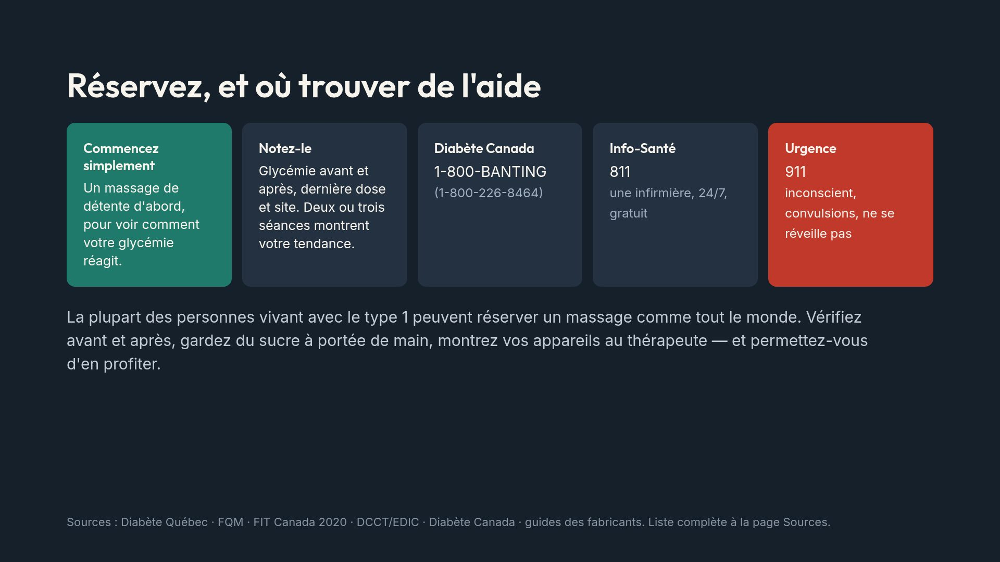 Réservez, et où trouver de l'aide
Commencez
simplement
Un massage de
détente d'abord,
pour voir comment
votre glycémie
réagit.
Notez-le
Glycémie avant et
après, dernière dose
et site. Deux ou trois
séances montrent
votre tendance.
Diabète Canada
1-800-BANTING
(1-800-226-8464)
Info-Santé
811
une infirmière, 24/7,
gratuit
Urgence
911
inconscient,
convulsions, ne se
réveille pas
La plupart des personnes vivant avec le type 1 peuvent réserver un massage comme tout le monde. Vérifiez
avant et après, gardez du sucre à portée de main, montrez vos appareils au thérapeute — et permettez-vous
d'en profiter.
Sources : Diabète Québec · FQM · FIT Canada 2020 · DCCT/EDIC · Diabète Canada · guides des fabricants. Liste complète à la page Sources.